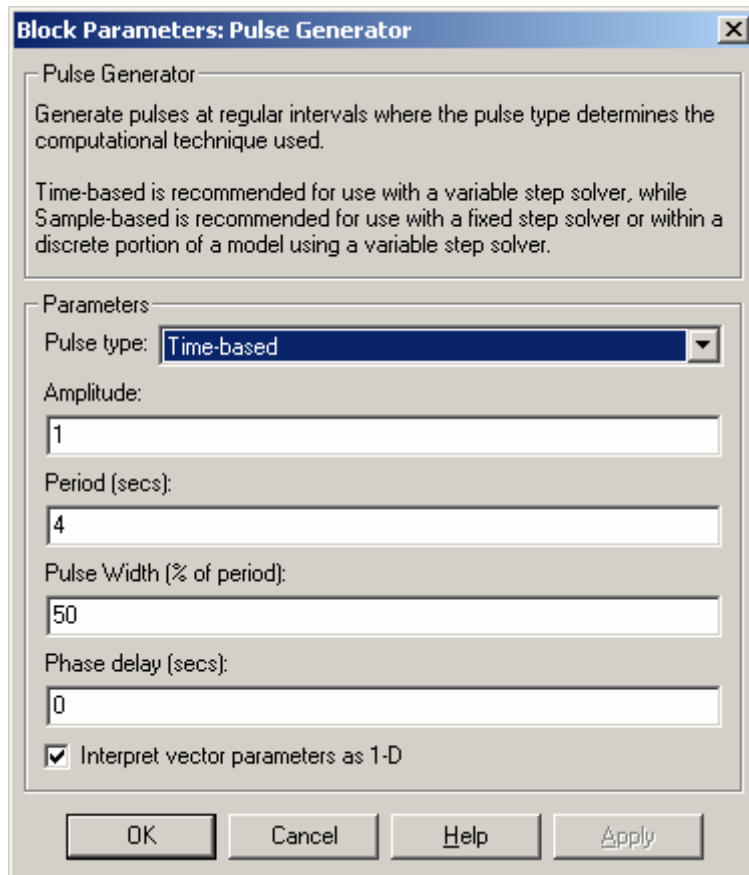 Block Parameters: Pulse Generator
Pulse Generator
Generate pulses at regular intervals where the pulse type determines the
computational technique used.
Time-based is recommended for use with a variable step solver, while
Sample-based is recommended for use with a fixed step solver or within a
discrete portion of a model using a variable step solver.
Parameters
Pulse type: Time-based
Amplitude:
1
Period (secs):
4
Pulse Width (% of period):
50
Phase delay (secs):
0
Interpret vector parameters as 1-D
OK Cancel Help Apply